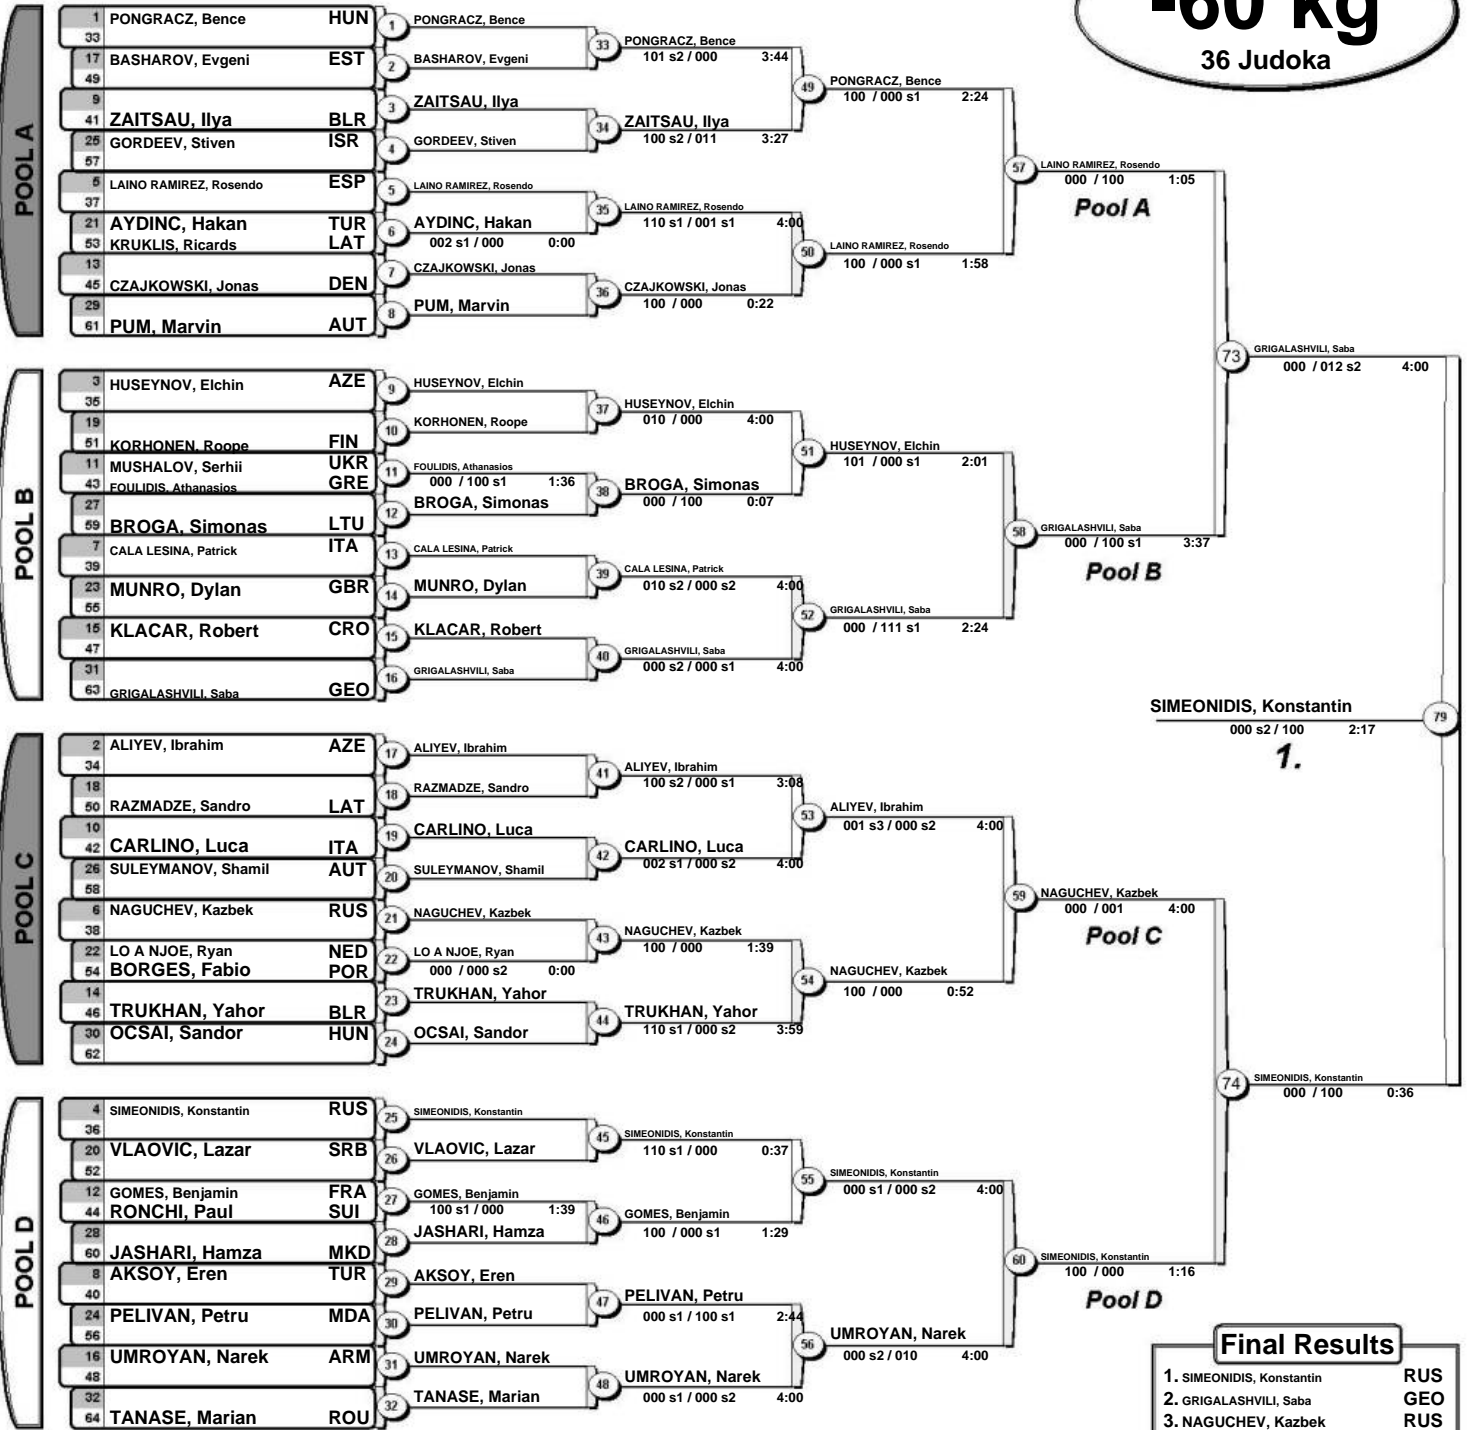 -60 kg
36 Judoka
POOL A
1 PONGRACZ, Bence HUN
33
17 BASHAROV, Evgeni EST
49
9
41 ZAITSAU, Ilya BLR
25 GORDEEV, Stiven ISR
57
5 LAINO RAMIREZ, Rosendo ESP
37
21 AYDINC, Hakan TUR
53 KRUKLIS, Ricards LAT
13
45 CZAJKOWSKI, Jonas DEN
29
61 PUM, Marvin AUT
1 PONGRACZ, Bence
2 BASHAROV, Evgeni
3 ZAITSAU, Ilya
4 GORDEEV, Stiven
5 LAINO RAMIREZ, Rosendo
6 AYDINC, Hakan
002 s1 / 000 0:00
7 CZAJKOWSKI, Jonas
8 PUM, Marvin
33 PONGRACZ, Bence
101 s2 / 000 3:44
34 ZAITSAU, Ilya
100 s2 / 011 3:27
35 LAINO RAMIREZ, Rosendo
110 s1 / 001 s1 4:00
36 CZAJKOWSKI, Jonas
100 / 000 0:22
49 PONGRACZ, Bence
100 / 000 s1 2:24
50 LAINO RAMIREZ, Rosendo
100 / 000 s1 1:58
57 LAINO RAMIREZ, Rosendo
000 / 100 1:05
Pool A
POOL B
3 HUSEYNOV, Elchin AZE
35
19
51 KORHONEN, Roope FIN
11 MUSHALOV, Serhii UKR
43 FOULIDIS, Athanasios GRE
27
59 BROGA, Simonas LTU
7 CALA LESINA, Patrick ITA
39
23 MUNRO, Dylan GBR
55
15 KLACAR, Robert CRO
47
31
63 GRIGALASHVILI, Saba GEO
9 HUSEYNOV, Elchin
10 KORHONEN, Roope
11 FOULIDIS, Athanasios
000 / 100 s1 1:36
12 BROGA, Simonas
13 CALA LESINA, Patrick
14 MUNRO, Dylan
15 KLACAR, Robert
16 GRIGALASHVILI, Saba
37 HUSEYNOV, Elchin
010 / 000 4:00
38 BROGA, Simonas
000 / 100 0:07
39 CALA LESINA, Patrick
010 s2 / 000 s2 4:00
40 GRIGALASHVILI, Saba
000 s2 / 000 s1 4:00
51 HUSEYNOV, Elchin
101 / 000 s1 2:01
52 GRIGALASHVILI, Saba
000 / 111 s1 2:24
58 GRIGALASHVILI, Saba
000 / 100 s1 3:37
Pool B
73 GRIGALASHVILI, Saba
000 / 012 s2 4:00
SIMEONIDIS, Konstantin 79
000 s2 / 100 2:17
1.
POOL C
2 ALIYEV, Ibrahim AZE
34
18
50 RAZMADZE, Sandro LAT
10
42 CARLINO, Luca ITA
26 SULEYMANOV, Shamil AUT
58
6 NAGUCHEV, Kazbek RUS
38
22 LO A NJOE, Ryan NED
54 BORGES, Fabio POR
14
46 TRUKHAN, Yahor BLR
30 OCSAI, Sandor HUN
62
17 ALIYEV, Ibrahim
18 RAZMADZE, Sandro
19 CARLINO, Luca
20 SULEYMANOV, Shamil
21 NAGUCHEV, Kazbek
22 LO A NJOE, Ryan
000 / 000 s2 0:00
23 TRUKHAN, Yahor
24 OCSAI, Sandor
41 ALIYEV, Ibrahim
100 s2 / 000 s1 3:08
42 CARLINO, Luca
002 s1 / 000 s2 4:00
43 NAGUCHEV, Kazbek
100 / 000 1:39
44 TRUKHAN, Yahor
110 s1 / 000 s2 3:59
53 ALIYEV, Ibrahim
001 s3 / 000 s2 4:00
54 NAGUCHEV, Kazbek
100 / 000 0:52
59 NAGUCHEV, Kazbek
000 / 001 4:00
Pool C
74 SIMEONIDIS, Konstantin
000 / 100 0:36
POOL D
4 SIMEONIDIS, Konstantin RUS
36
20 VLAOVIC, Lazar SRB
52
12 GOMES, Benjamin FRA
44 RONCHI, Paul SUI
28
60 JASHARI, Hamza MKD
8 AKSOY, Eren TUR
40
24 PELIVAN, Petru MDA
56
16 UMROYAN, Narek ARM
48
32
64 TANASE, Marian ROU
25 SIMEONIDIS, Konstantin
26 VLAOVIC, Lazar
27 GOMES, Benjamin
100 s1 / 000 1:39
28 JASHARI, Hamza
29 AKSOY, Eren
30 PELIVAN, Petru
31 UMROYAN, Narek
32 TANASE, Marian
45 SIMEONIDIS, Konstantin
110 s1 / 000 0:37
46 GOMES, Benjamin
100 / 000 s1 1:29
47 PELIVAN, Petru
000 s1 / 100 s1 2:44
48 UMROYAN, Narek
000 s1 / 000 s2 4:00
55 SIMEONIDIS, Konstantin
000 s1 / 000 s2 4:00
56 UMROYAN, Narek
000 s2 / 010 4:00
60 SIMEONIDIS, Konstantin
100 / 000 1:16
Pool D
Final Results
1. SIMEONIDIS, Konstantin RUS
2. GRIGALASHVILI, Saba GEO
3. NAGUCHEV, Kazbek RUS